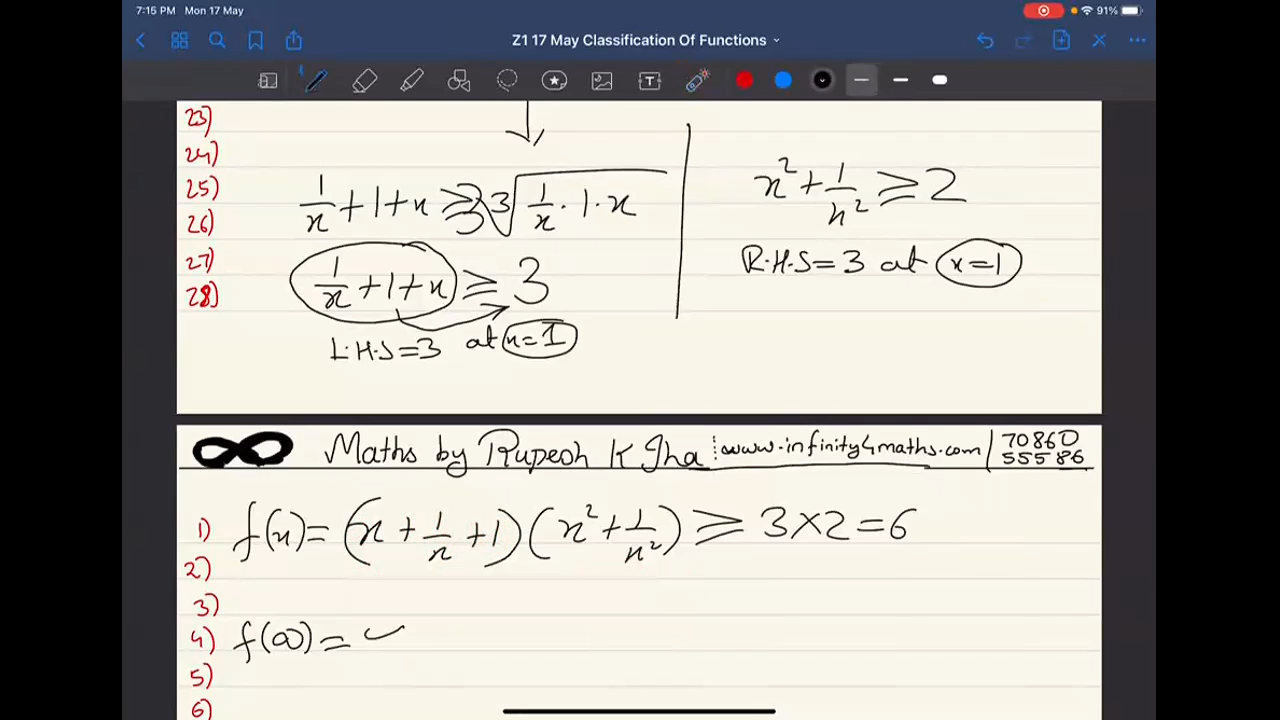 7:15 PM Mon 17 May
91%
Z1 17 May Classification Of Functions
23)
24)
25) 1/x + 1 + x ≥ 3 ∛(1/x · 1 · x)
x² + 1/x² ≥ 2
26)
27) 1/x + 1 + x ≥ 3
R.H.S = 3 at x=1
28)
L.H.S = 3 at x=1
Maths by Rupesh K Jha www.infinity4maths.com / 70860 55586
1) f(x) = (x + 1/x + 1)(x² + 1/x²) ≥ 3×2 = 6
2)
3)
4) f(∞) =
5)
6)